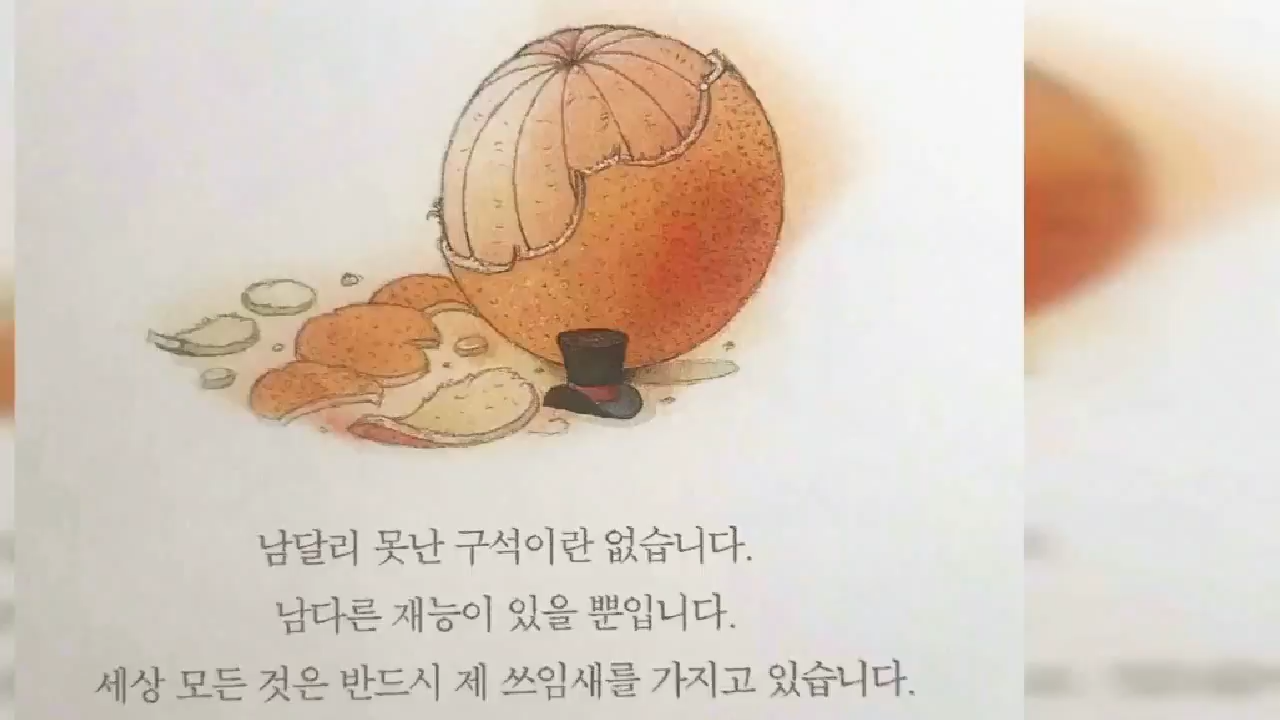 남달리 못난 구석이란 없습니다.
남다른 재능이 있을 뿐입니다.
세상 모든 것은 반드시 제 쓰임새를 가지고 있습니다.